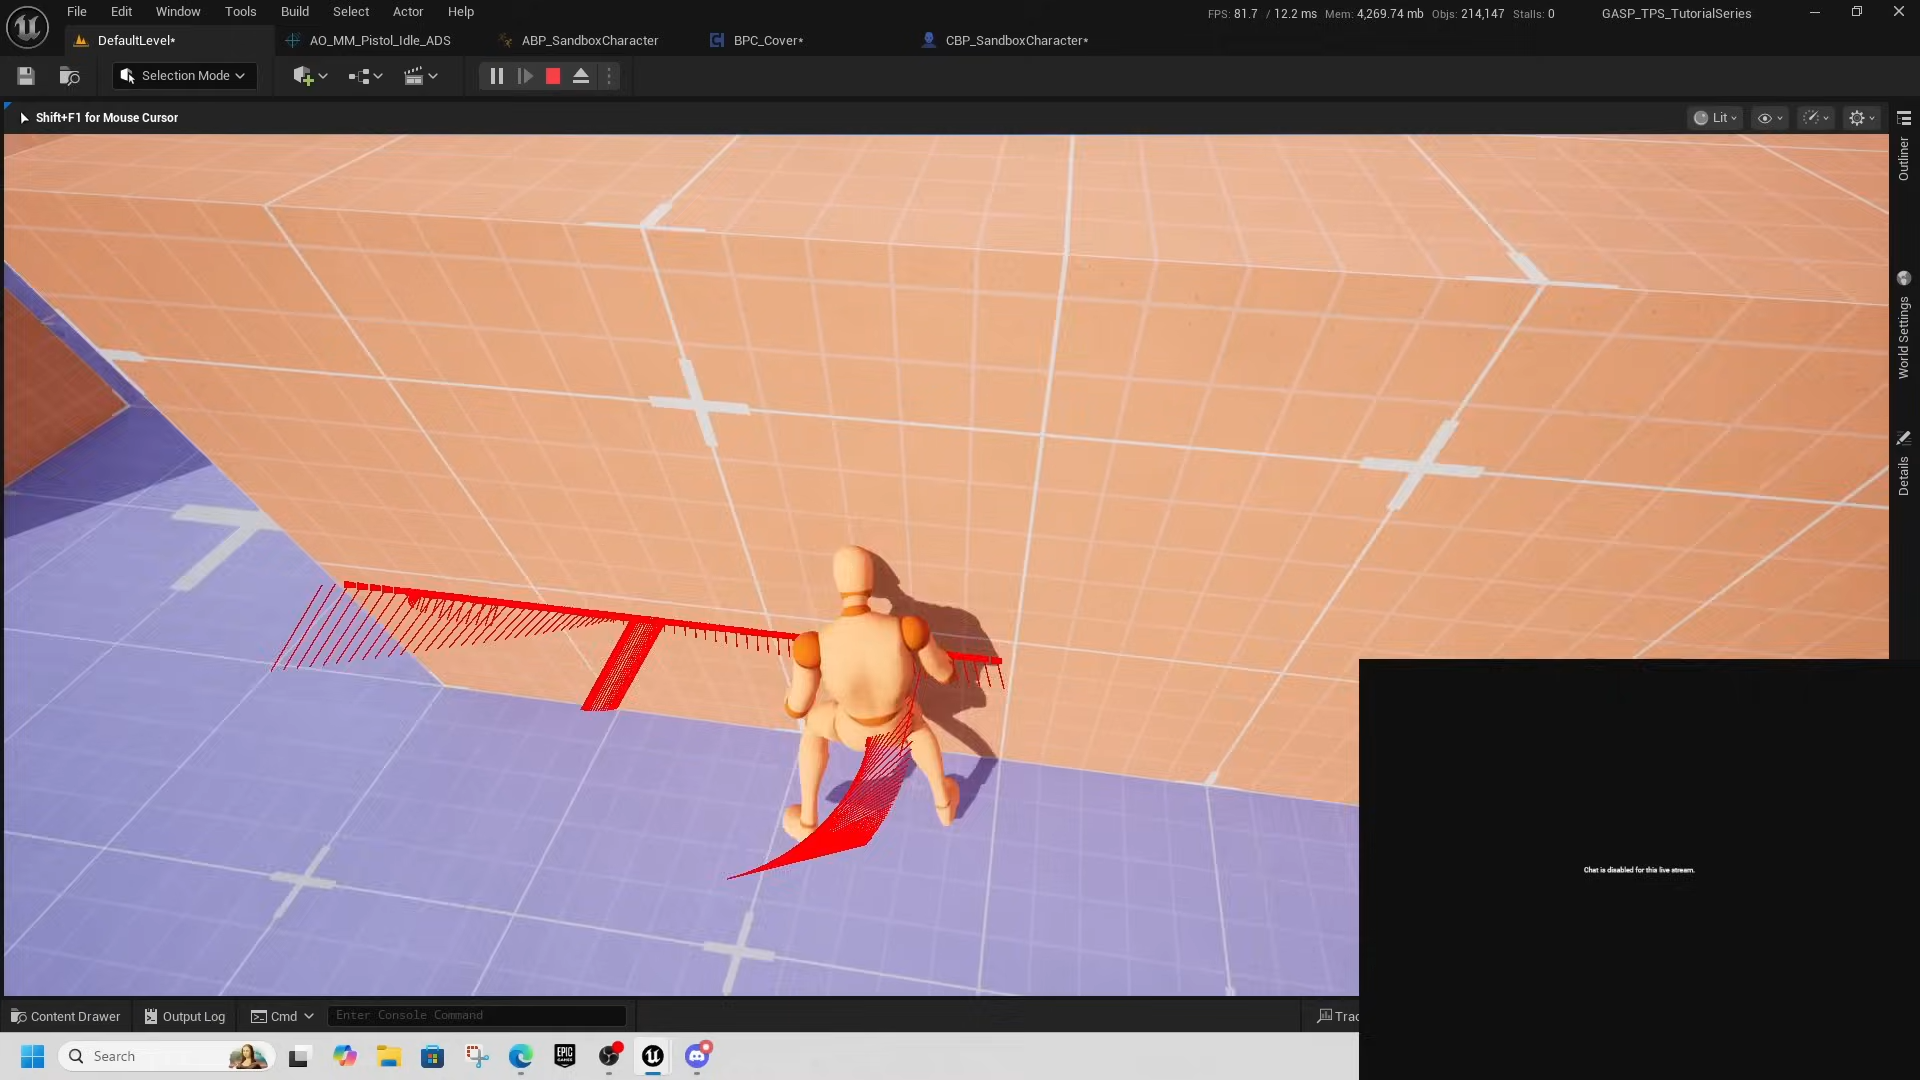 File Edit Window Tools Build Select Actor Help
FPS: 81.7 / 12.2 ms Mem: 4,269.74 mb Objs: 214,147 Stalls: 0
GASP_TPS_TutorialSeries
DefaultLevel*
AO_MM_Pistol_Idle_ADS
ABP_SandboxCharacter
BPC_Cover*
CBP_SandboxCharacter*
Selection Mode
Shift+F1 for Mouse Cursor
Lit
Outliner
World Settings
Details
Chat is disabled for this live stream.
Content Drawer
Output Log
Cmd
Enter Console Command
Trac
Search
EPIC GAMES